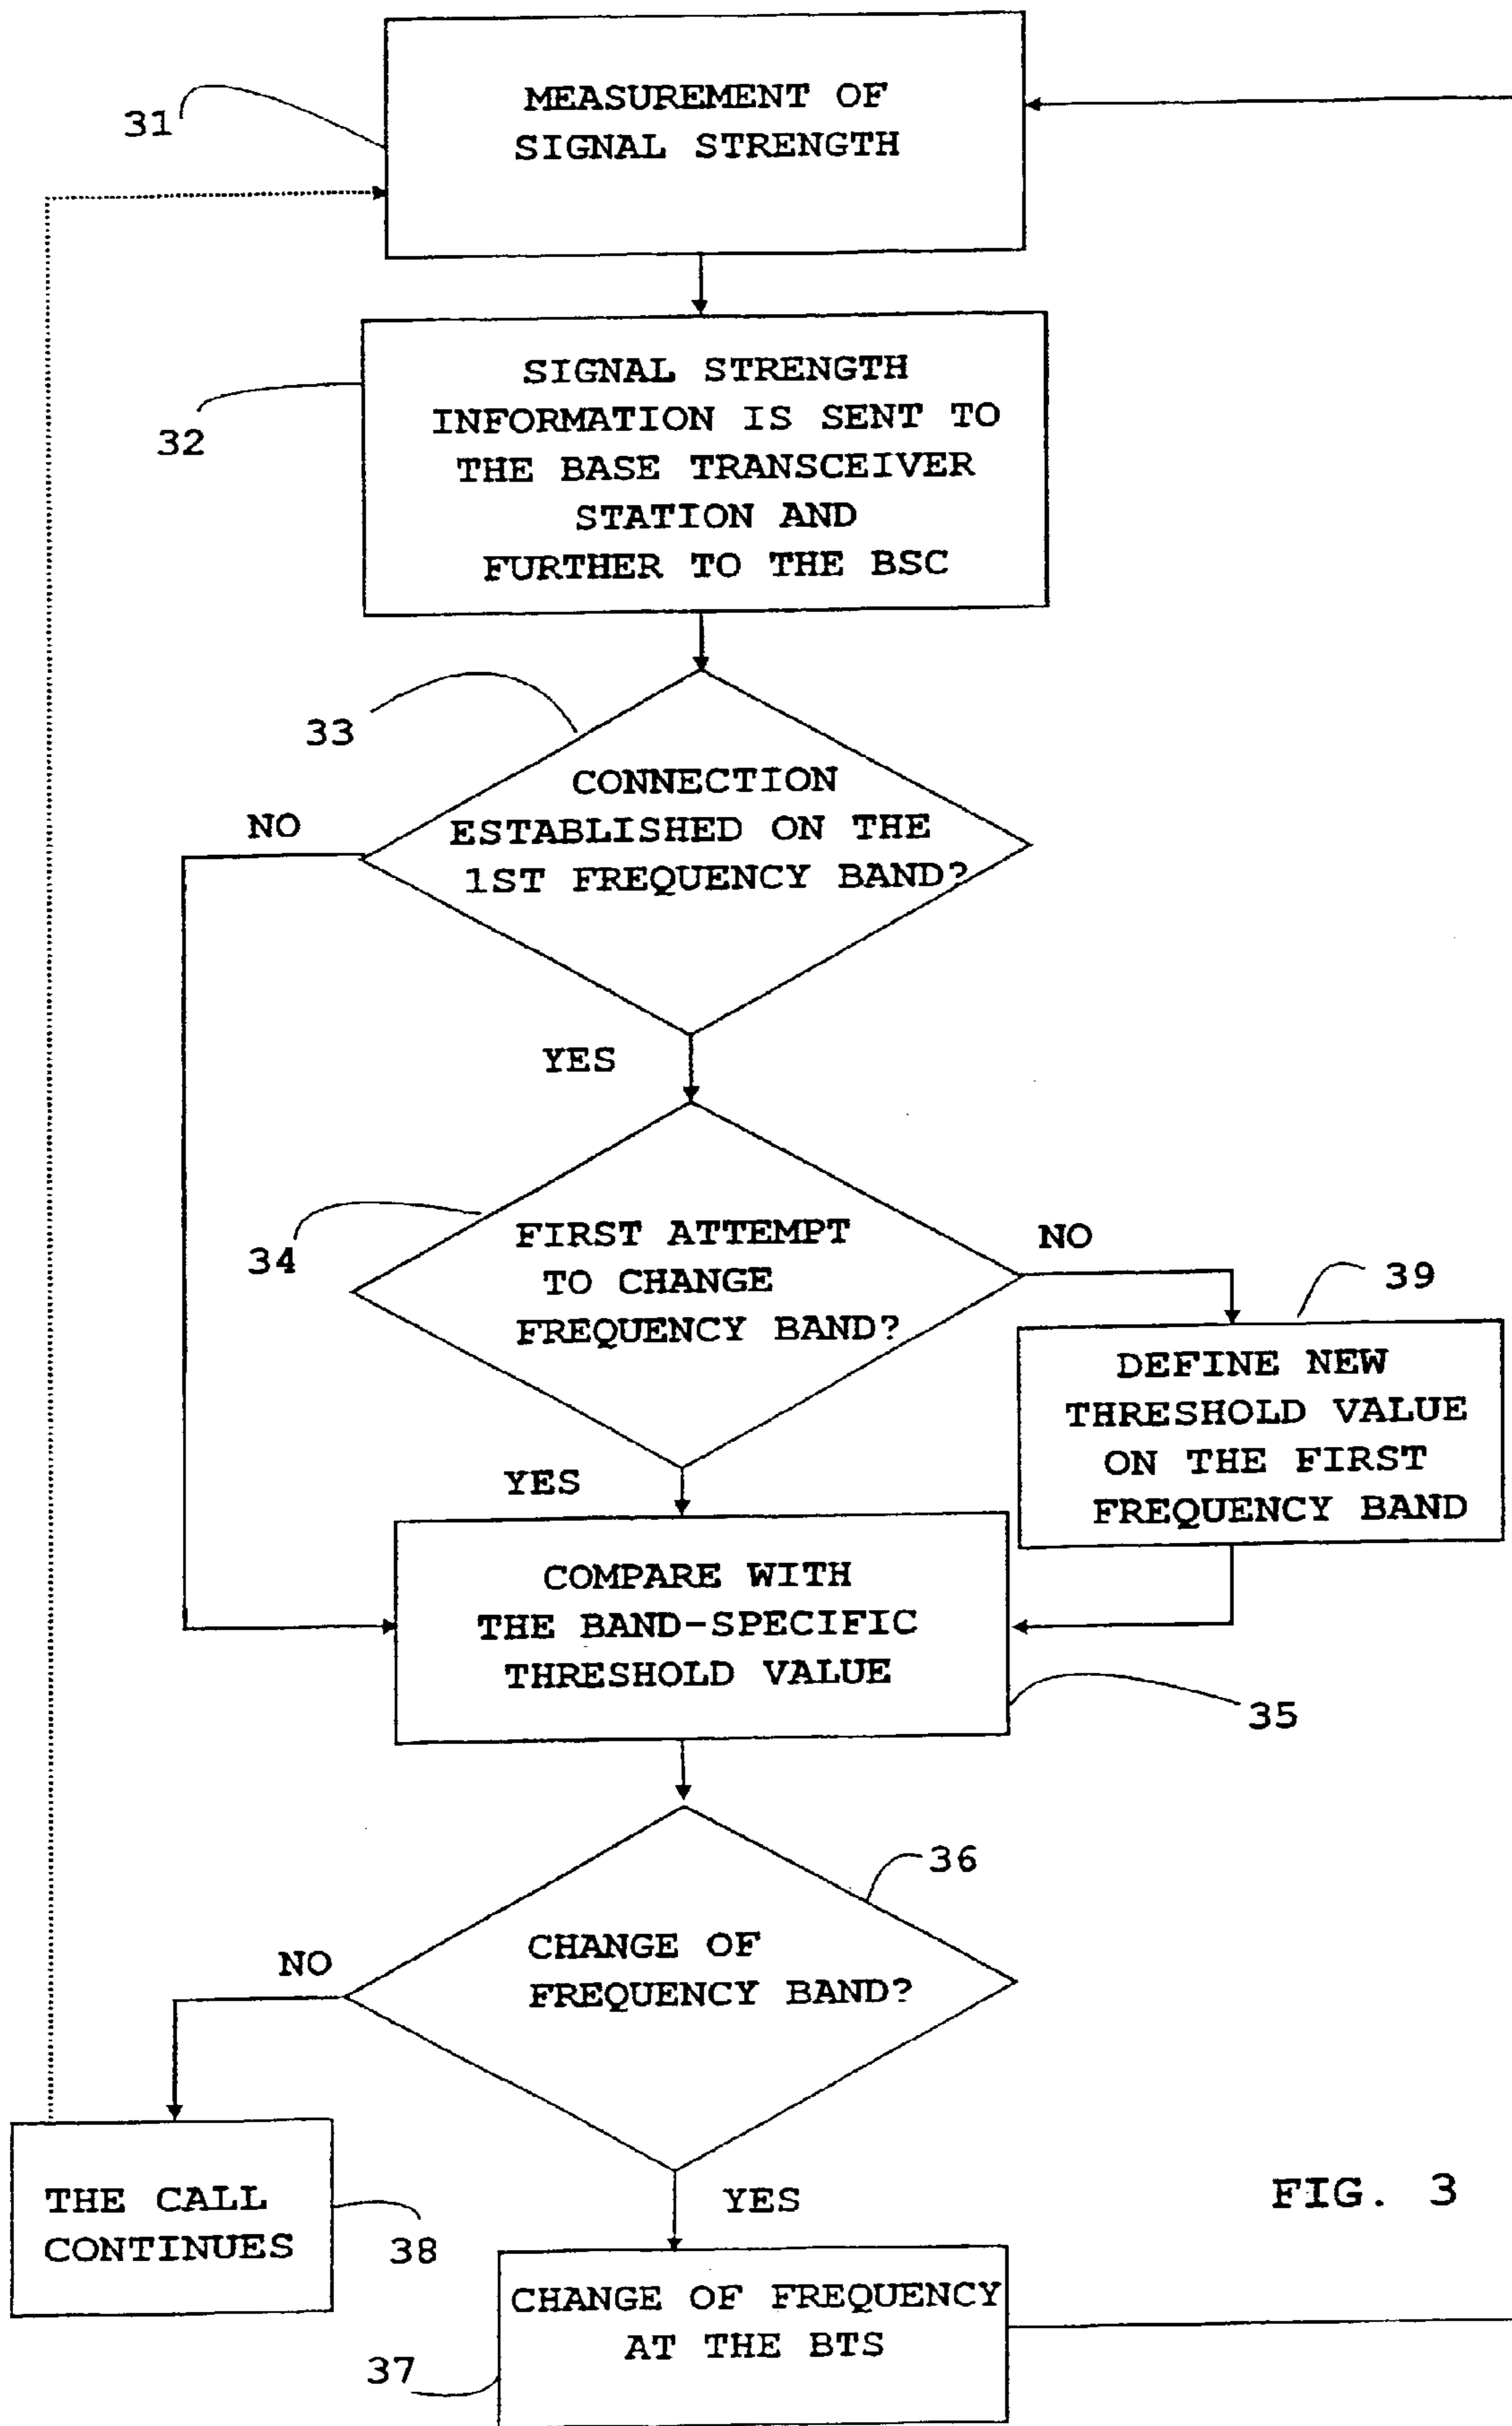 MEASUREMENT OF
SIGNAL STRENGTH
31
SIGNAL STRENGTH
INFORMATION IS SENT TO
THE BASE TRANSCEIVER
STATION AND
FURTHER TO THE BSC
32
33
CONNECTION
ESTABLISHED ON THE
1ST FREQUENCY BAND?
NO
YES
34
FIRST ATTEMPT
TO CHANGE
FREQUENCY BAND?
NO
39
DEFINE NEW
THRESHOLD VALUE
ON THE FIRST
FREQUENCY BAND
YES
COMPARE WITH
THE BAND-SPECIFIC
THRESHOLD VALUE
35
36
CHANGE OF
FREQUENCY BAND?
NO
THE CALL
CONTINUES
38
YES
FIG. 3
CHANGE OF FREQUENCY
AT THE BTS
37